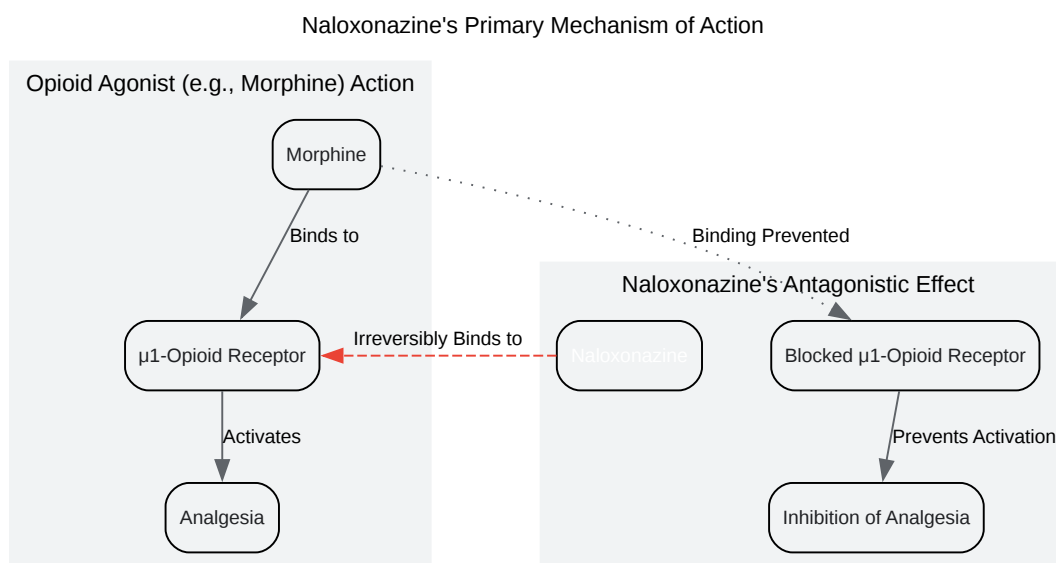 Naloxonazine's Primary Mechanism of Action
Opioid Agonist (e.g., Morphine) Action
Morphine
Binds to
Binding Prevented
Naloxonazine's Antagonistic Effect
Irreversibly Binds to
μ1-Opioid Receptor
Naloxonazine
Blocked μ1-Opioid Receptor
Activates
Prevents Activation
Analgesia
Inhibition of Analgesia